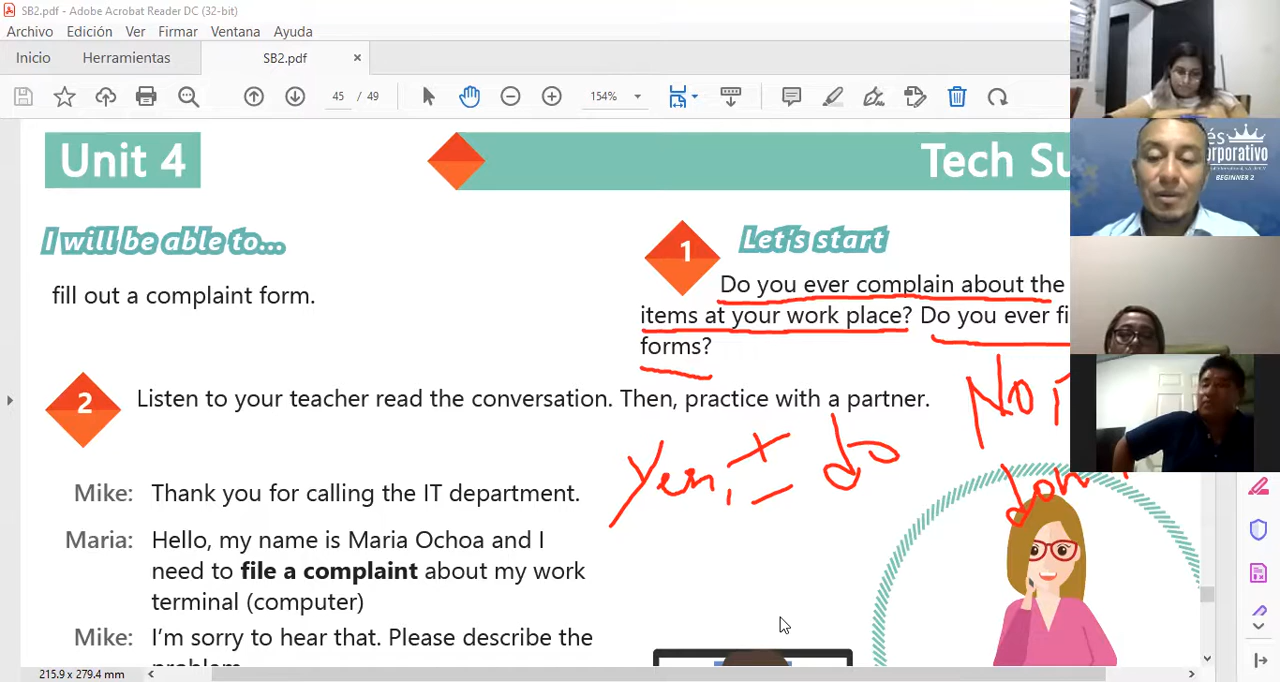 SB2.pdf - Adobe Acrobat Reader DC (32-bit)
Archivo Edición Ver Firmar Ventana Ayuda
Inicio Herramientas SB2.pdf ×
45 / 49 154%
Unit 4
Tech Su
I will be able to...
fill out a complaint form.
1 Let's start
Do you ever complain about the
items at your work place? Do you ever fi
forms?
2 Listen to your teacher read the conversation. Then, practice with a partner.
No I
Yes, I do
don
Mike: Thank you for calling the IT department.
Maria: Hello, my name is Maria Ochoa and I
need to file a complaint about my work
terminal (computer)
Mike: I'm sorry to hear that. Please describe the
problem
215.9 x 279.4 mm
és
orporativo
BEGINNER 2